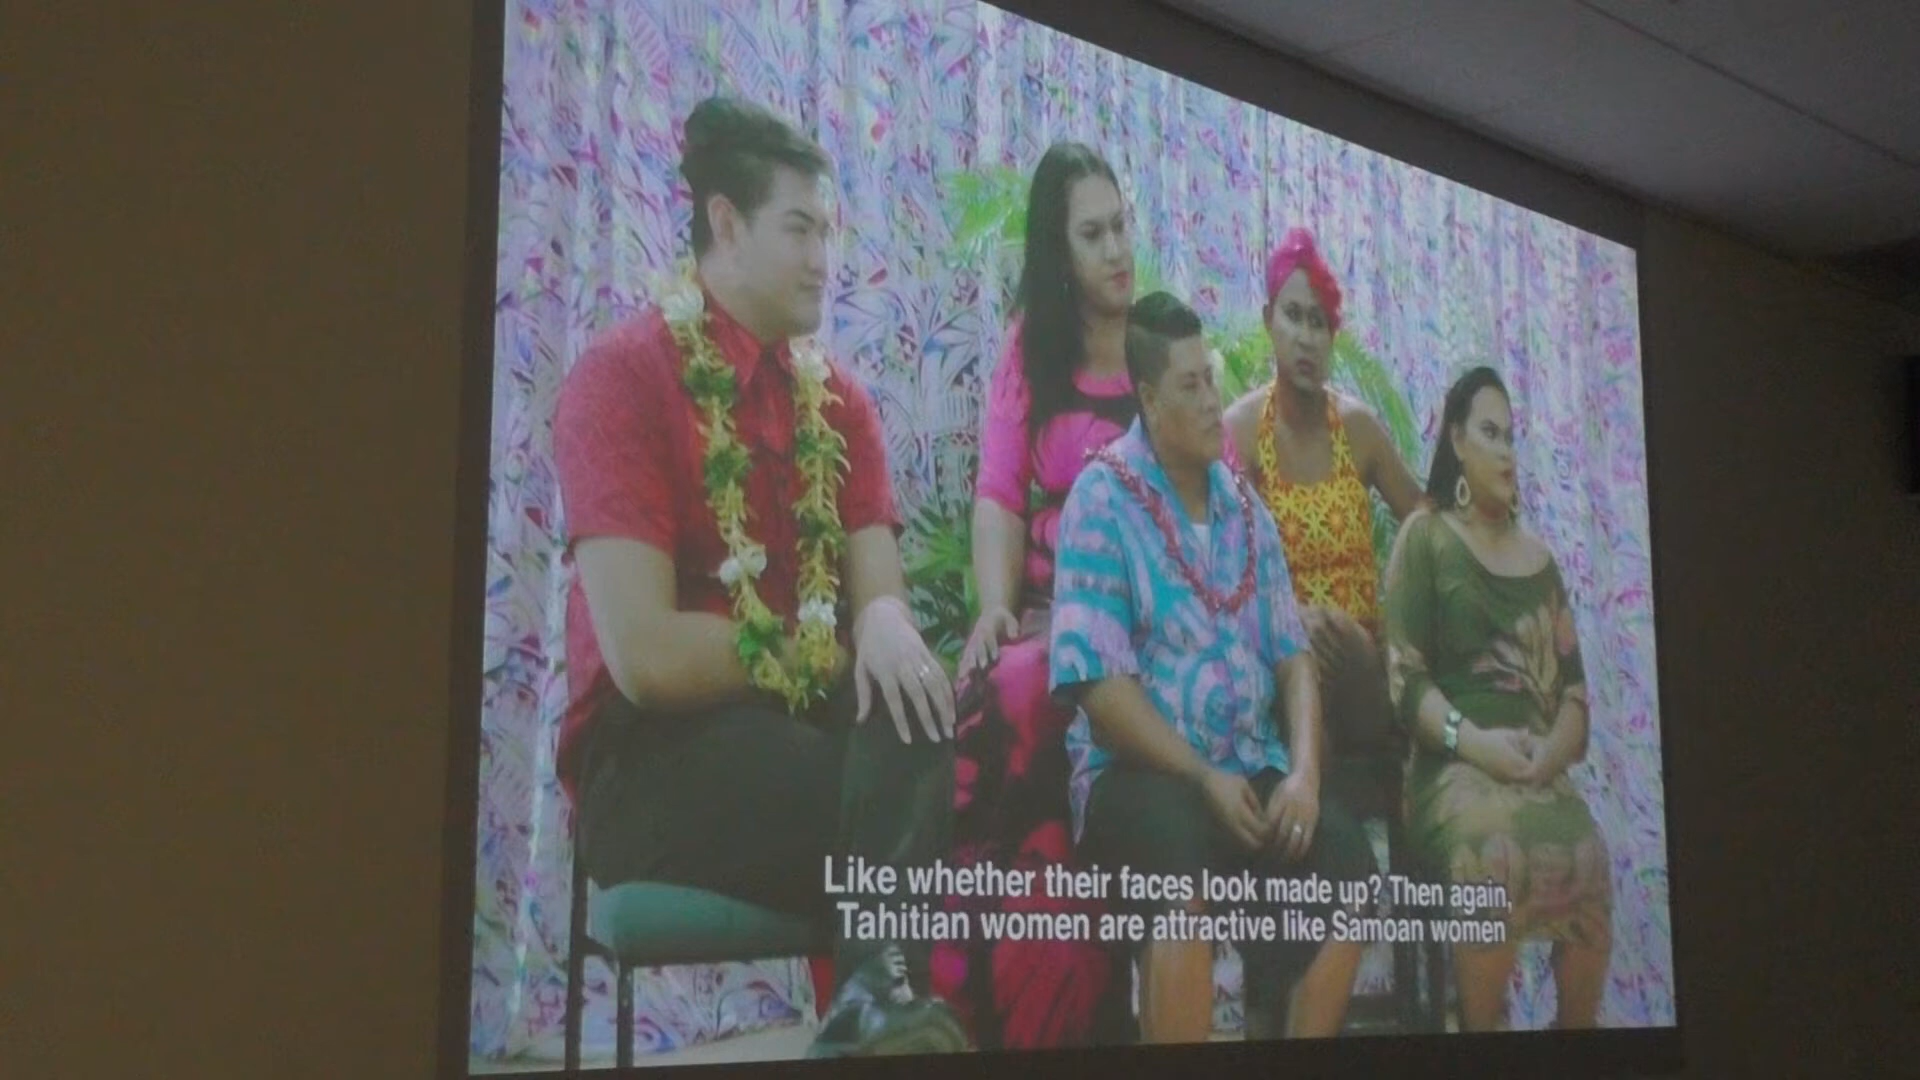 Like whether their faces look made up? Then again,
Tahitian women are attractive like Samoan women